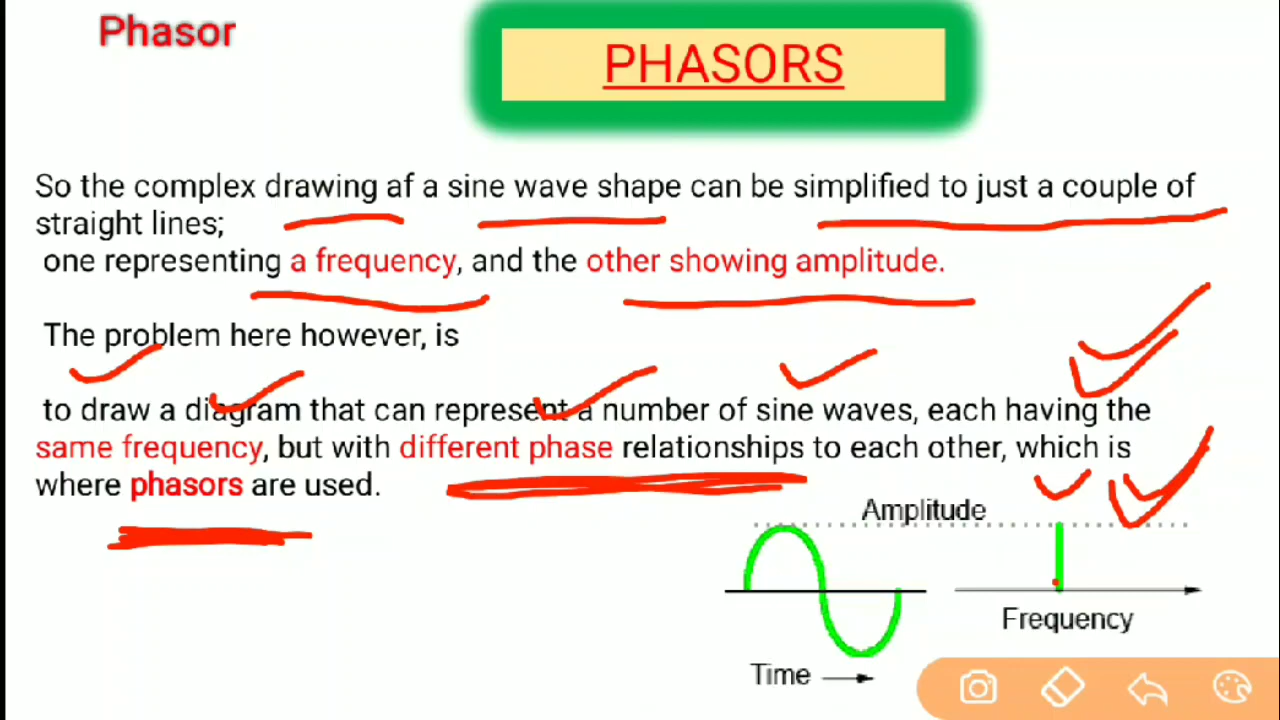 Phasor
PHASORS
So the complex drawing af a sine wave shape can be simplified to just a couple of
straight lines;
one representing a frequency, and the other showing amplitude.
The problem here however, is
to draw a diagram that can represent a number of sine waves, each having the
same frequency, but with different phase relationships to each other, which is
where phasors are used.
Amplitude
Frequency
Time